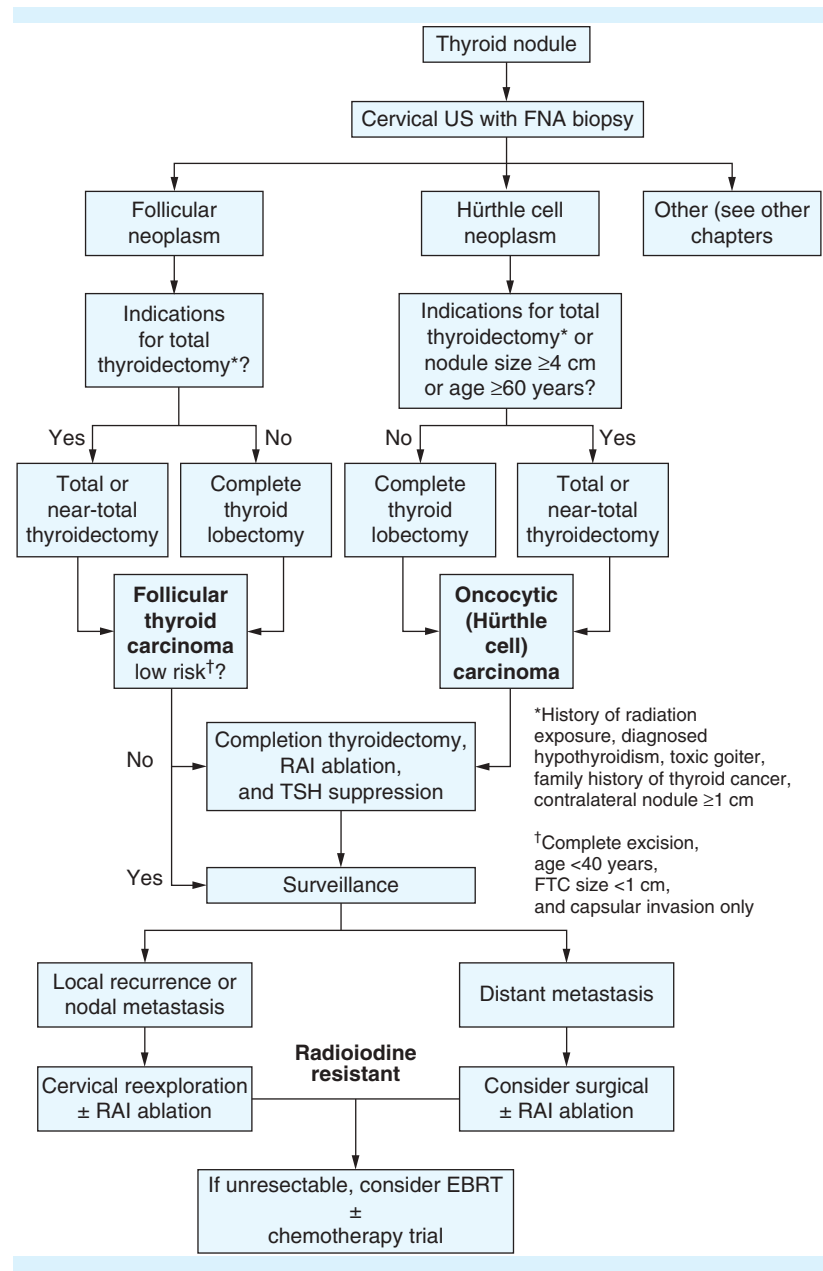 Thyroid nodule
Cervical US with FNA biopsy
Follicular
neoplasm
Hürthle cell
neoplasm
Other (see other
chapters
Indications
for total
thyroidectomy*?
Indications for total
thyroidectomy* or
nodule size ≥4 cm
or age ≥60 years?
Yes
No
No
Yes
Total or
near-total
thyroidectomy
Complete
thyroid
lobectomy
Complete
thyroid
lobectomy
Total or
near-total
thyroidectomy
Follicular
thyroid
carcinoma
low risk†?
Oncocytic
(Hürthle
cell)
carcinoma
No
Completion thyroidectomy,
RAI ablation,
and TSH suppression
*History of radiation
exposure, diagnosed
hypothyroidism, toxic goiter,
family history of thyroid cancer,
contralateral nodule ≥1 cm
†Complete excision,
age <40 years,
FTC size <1 cm,
and capsular invasion only
Yes
Surveillance
Local recurrence or
nodal metastasis
Distant metastasis
Cervical reexploration
± RAI ablation
Radioiodine
resistant
Consider surgical
± RAI ablation
If unresectable, consider EBRT
±
chemotherapy trial